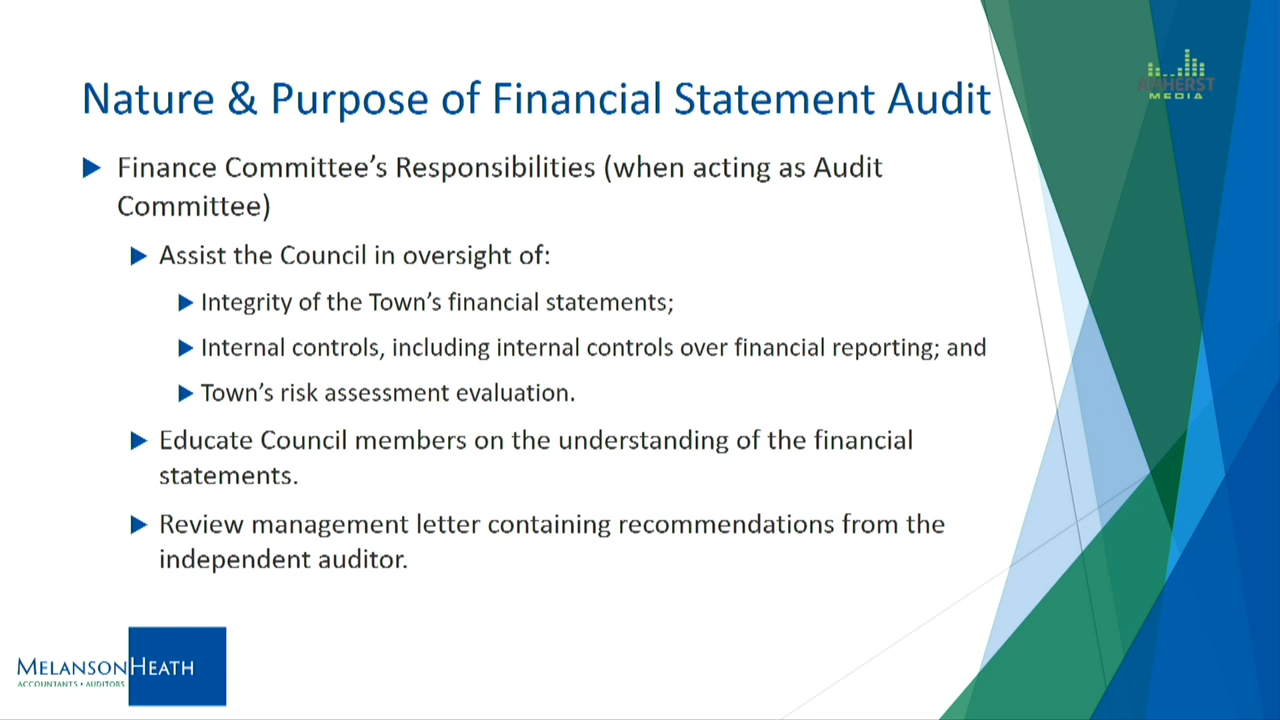 AMHERST
MEDIA
Nature & Purpose of Financial Statement Audit
Finance Committee’s Responsibilities (when acting as Audit
Committee)
Assist the Council in oversight of:
Integrity of the Town’s financial statements;
Internal controls, including internal controls over financial reporting; and
Town’s risk assessment evaluation.
Educate Council members on the understanding of the financial
statements.
Review management letter containing recommendations from the
independent auditor.
MELANSONHEATH
ACCOUNTANTS • AUDITORS